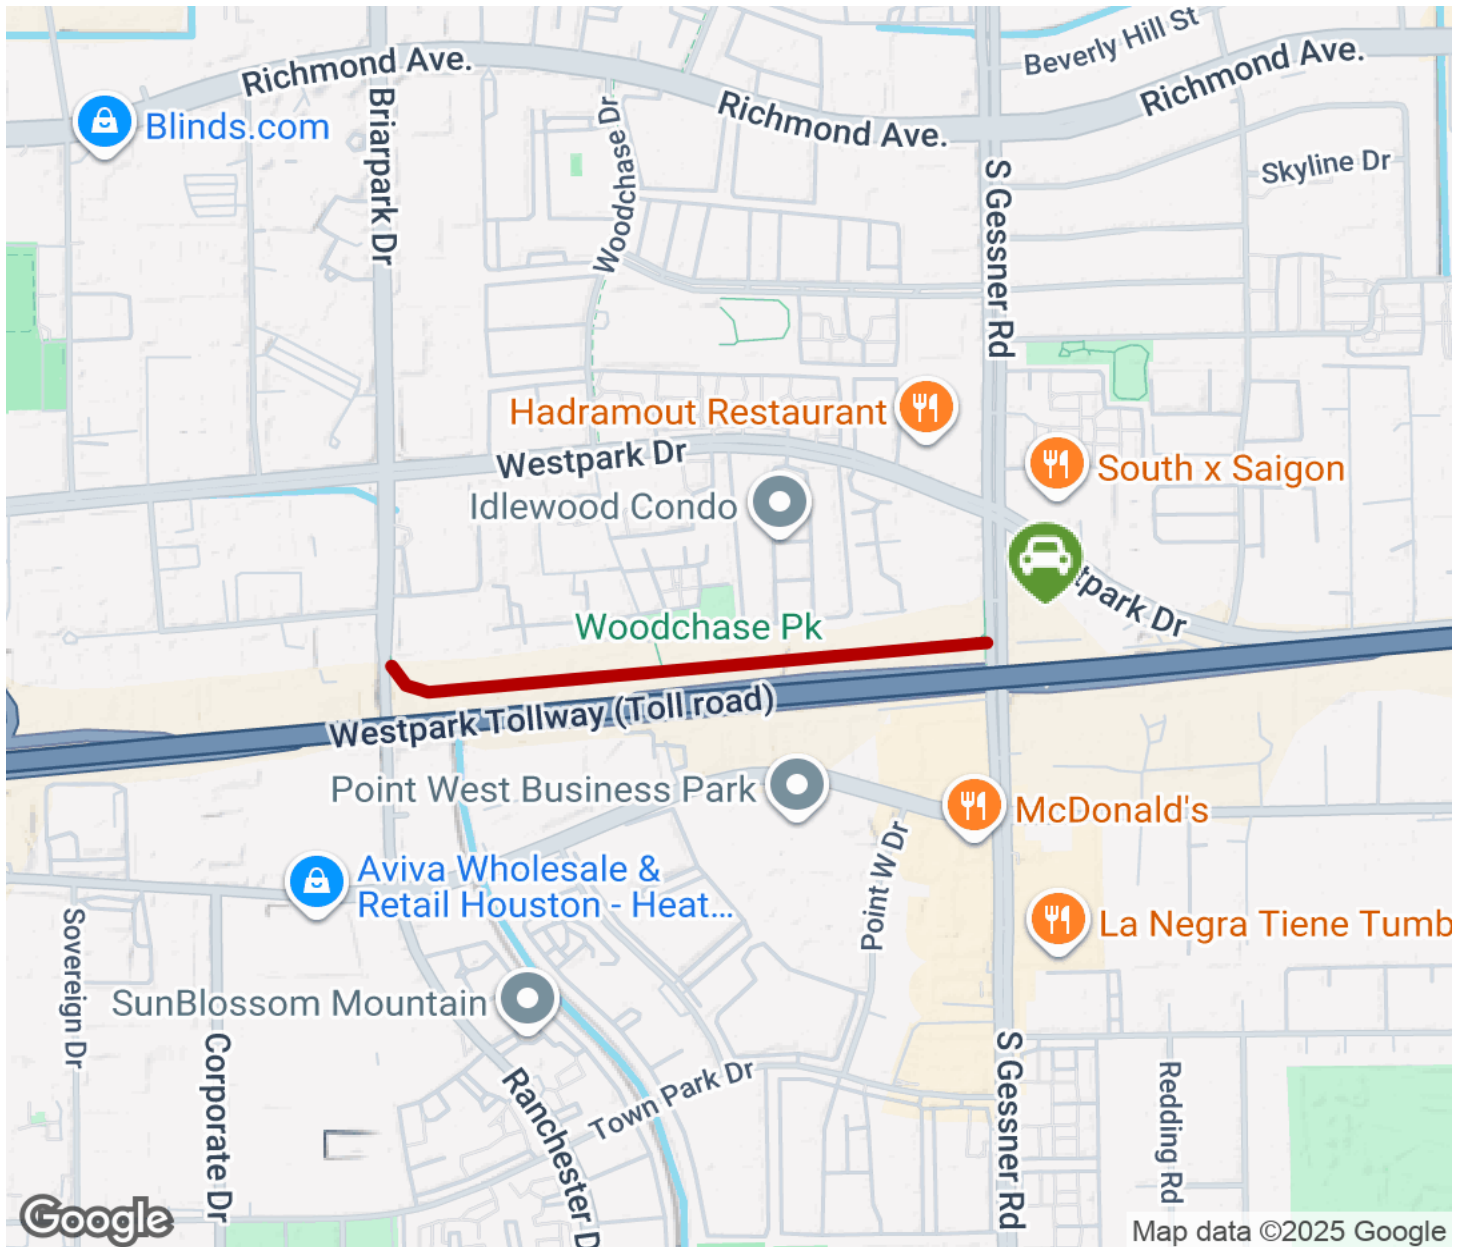 Beverly Hill St
Richmond Ave.
Richmond Ave.
Richmond Ave.
Blinds.com
Briarpark Dr
Woodchase Dr
S Gessner Rd
Skyline Dr
Hadramout Restaurant
Westpark Dr
South x Saigon
Idlewood Condo
tpark Dr
Woodchase Pk
Westpark Tollway (Toll road)
Point West Business Park
McDonald's
Point W Dr
Aviva Wholesale &
Retail Houston - Heat...
La Negra Tiene Tumb
Sovereign Dr
SunBlossom Mountain
Corporate Dr
Ranchester D
Town Park Dr
S Gessner Rd
Redding Rd
Google
Map data ©2025 Google